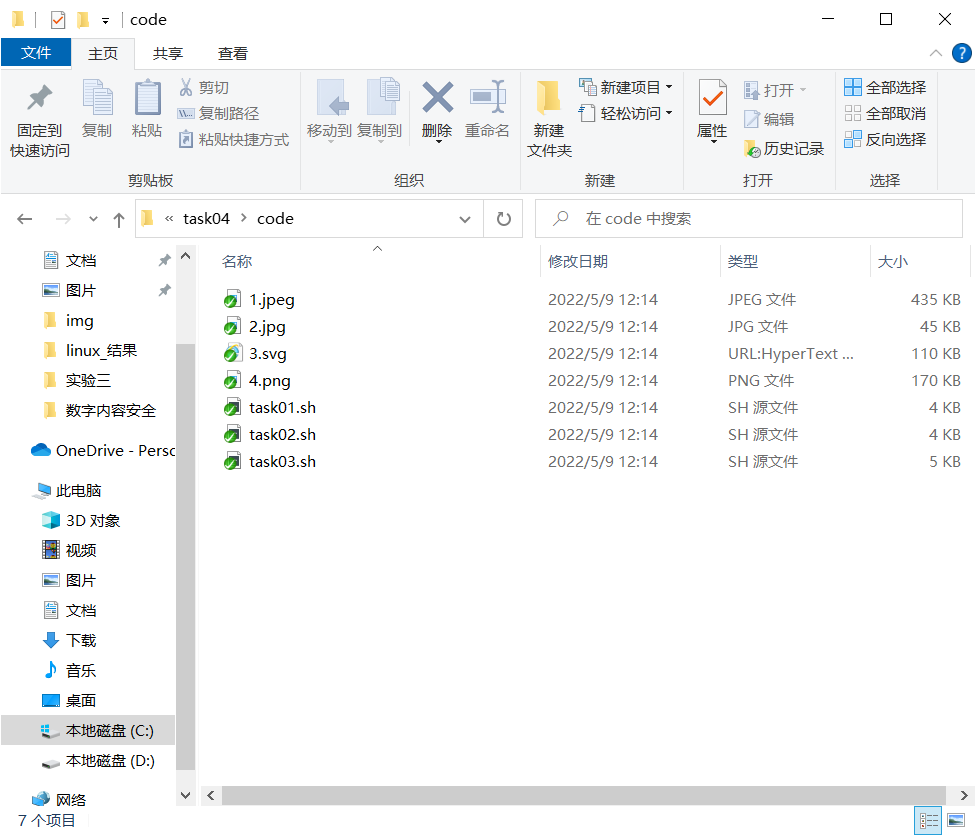 code
文件 主页 共享 查看
固定到
快速访问
复制
粘贴
剪切
复制路径
粘贴快捷方式
剪贴板
移动到
复制到
删除
重命名
组织
新建
文件夹
新建项目
轻松访问
新建
属性
打开
编辑
历史记录
打开
全部选择
全部取消
反向选择
选择
« task04 > code
在 code 中搜索
文档
图片
img
linux_结果
实验三
数字内容安全
OneDrive - Persc
此电脑
3D 对象
视频
图片
文档
下载
音乐
桌面
本地磁盘 (C:)
本地磁盘 (D:)
网络
名称 修改日期 类型 大小
1.jpeg 2022/5/9 12:14 JPEG 文件 435 KB
2.jpg 2022/5/9 12:14 JPG 文件 45 KB
3.svg 2022/5/9 12:14 URL:HyperText ... 110 KB
4.png 2022/5/9 12:14 PNG 文件 170 KB
task01.sh 2022/5/9 12:14 SH 源文件 4 KB
task02.sh 2022/5/9 12:14 SH 源文件 4 KB
task03.sh 2022/5/9 12:14 SH 源文件 5 KB
7 个项目